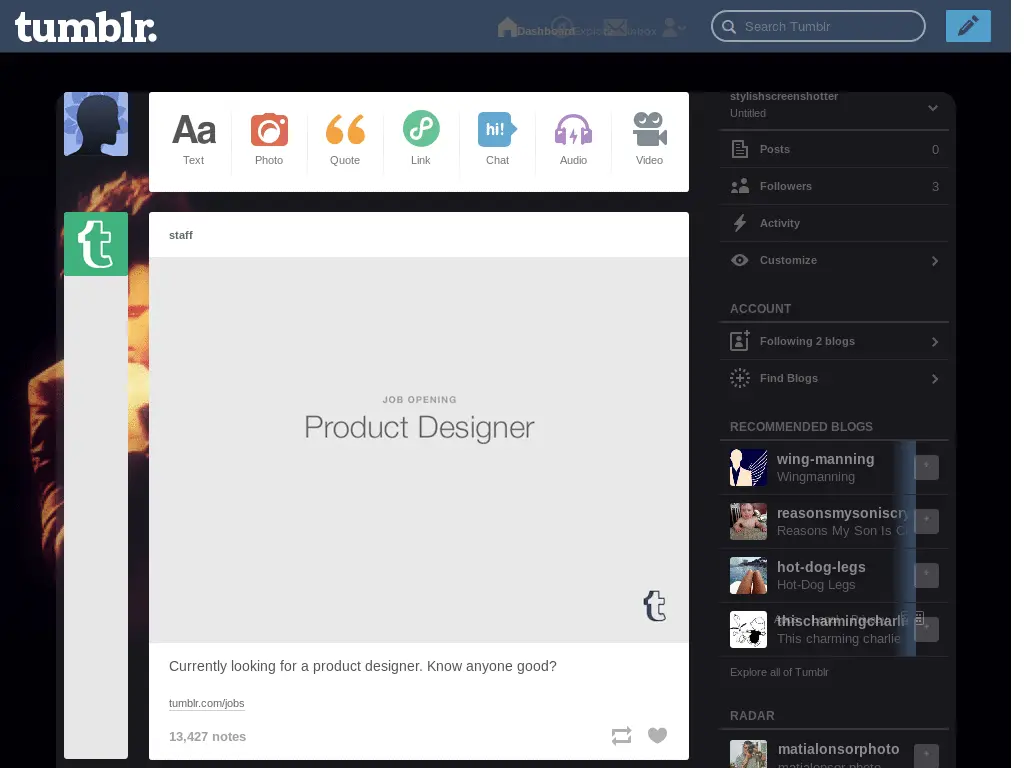 tumblr.
Dashboard Explore Inbox
Search Tumblr
Aa
Text
Photo
Quote
Link
hi!
Chat
Audio
Video
stylishscreenshotter
Untitled
Posts 0
Followers 3
Activity
Customize
ACCOUNT
Following 2 blogs
Find Blogs
RECOMMENDED BLOGS
wing-manning
Wingmanning
reasonsmysoniscry
Reasons My Son Is C
hot-dog-legs
Hot-Dog Legs
thischarmingcharlie
This charming charlie
Explore all of Tumblr
RADAR
matialonsorphoto
matialonsor photo
t
staff
JOB OPENING
Product Designer
t
Currently looking for a product designer. Know anyone good?
tumblr.com/jobs
13,427 notes